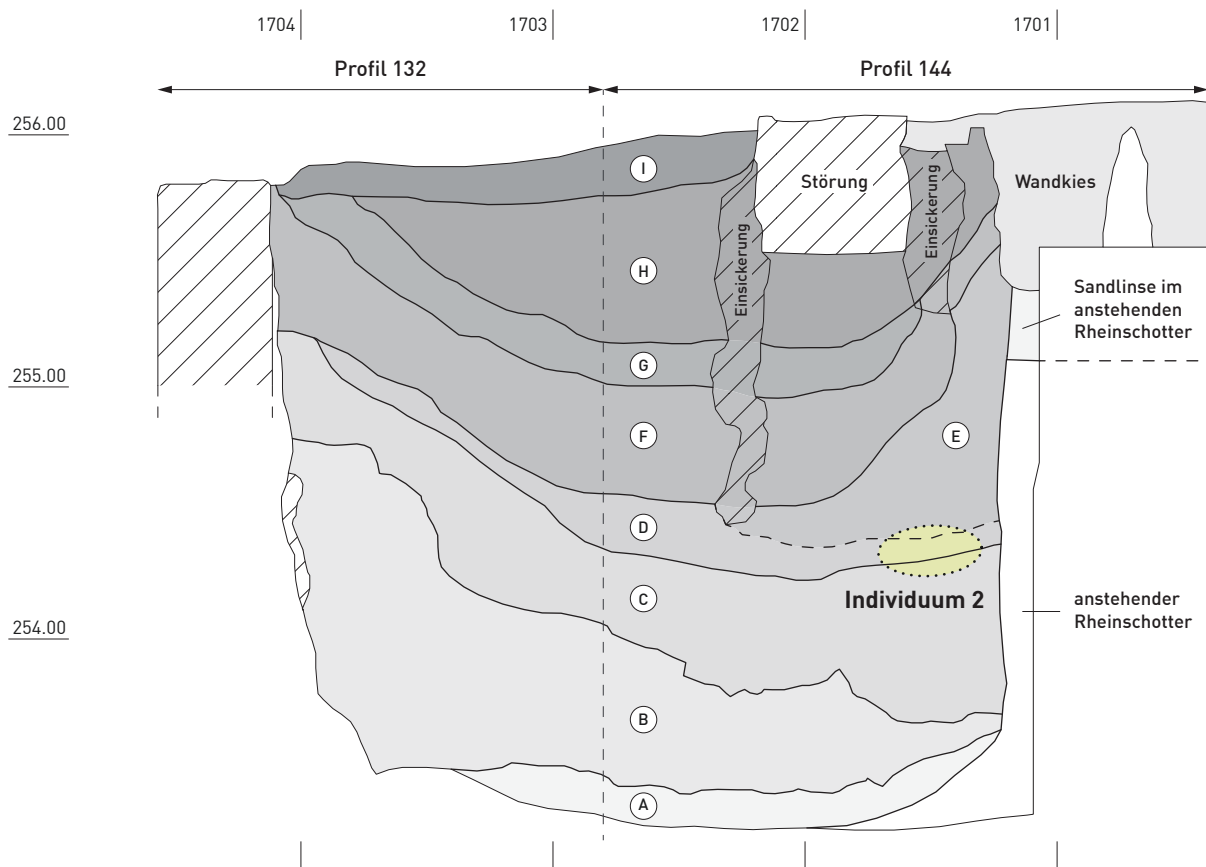 1704
1703
1702
1701
Profil 132
Profil 144
256.00
I
Störung
Einsickerung
Wandkies
Einsickerung
H
Sandlinse im
anstehenden
Rheinschotter
G
255.00
F
E
D
C
Individuum 2
anstehender
Rheinschotter
254.00
B
A